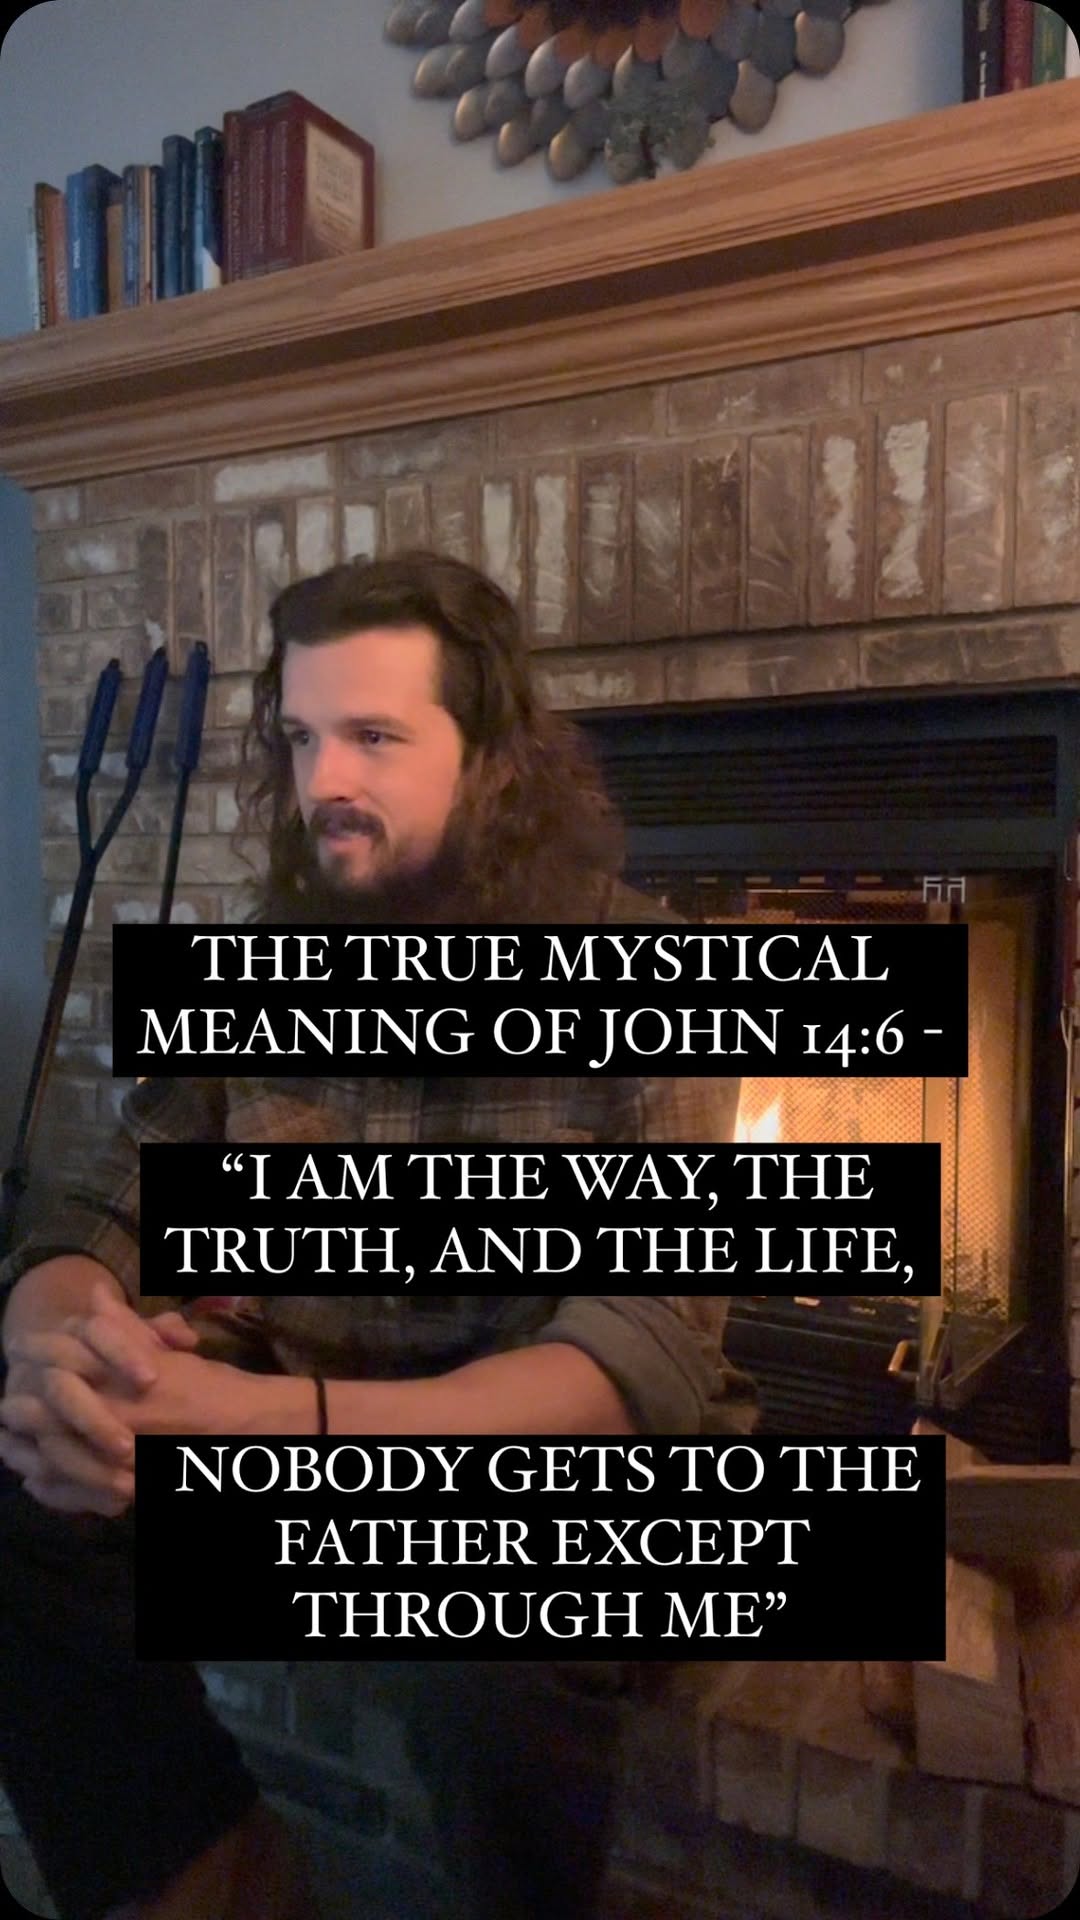 THE TRUE MYSTICAL
MEANING OF JOHN 14:6 -
“I AM THE WAY, THE
TRUTH, AND THE LIFE,
NOBODY GETS TO THE
FATHER EXCEPT
THROUGH ME”